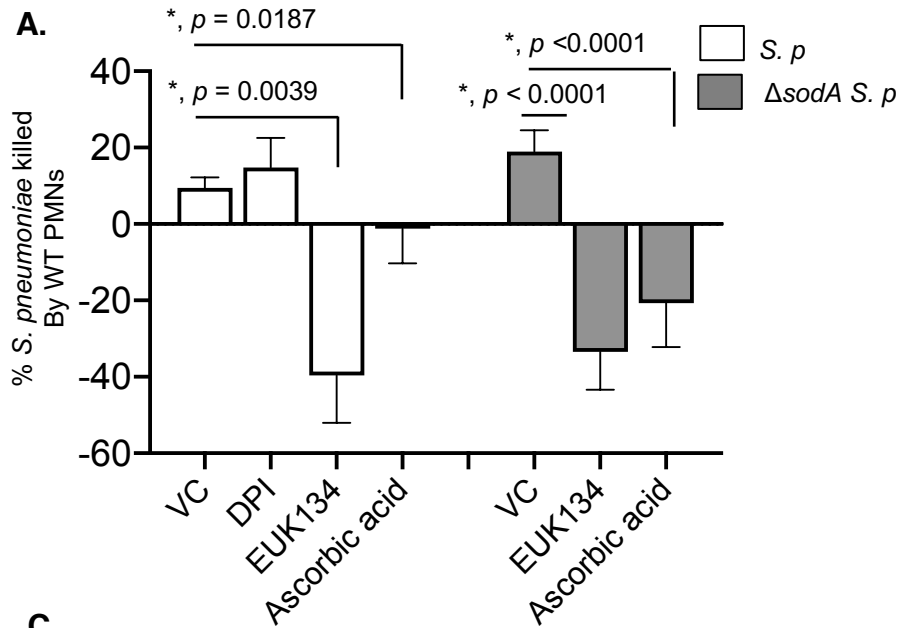 A.
*, p = 0.0187
*, p = 0.0039
*, p <0.0001
*, p < 0.0001
S. p
ΔsodA S. p
% S. pneumoniae killed
By WT PMNs
40
20
0
-20
-40
-60
VC
DPI
EUK134
Ascorbic acid
VC
EUK134
Ascorbic acid